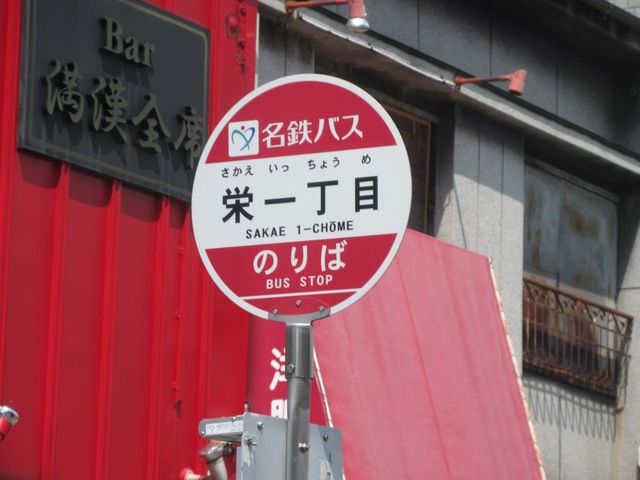 Bar
満漢全席
名鉄バス
さかえ いっ ちょう め
栄一丁目
SAKAE 1-CHŌME
のりば
BUS STOP